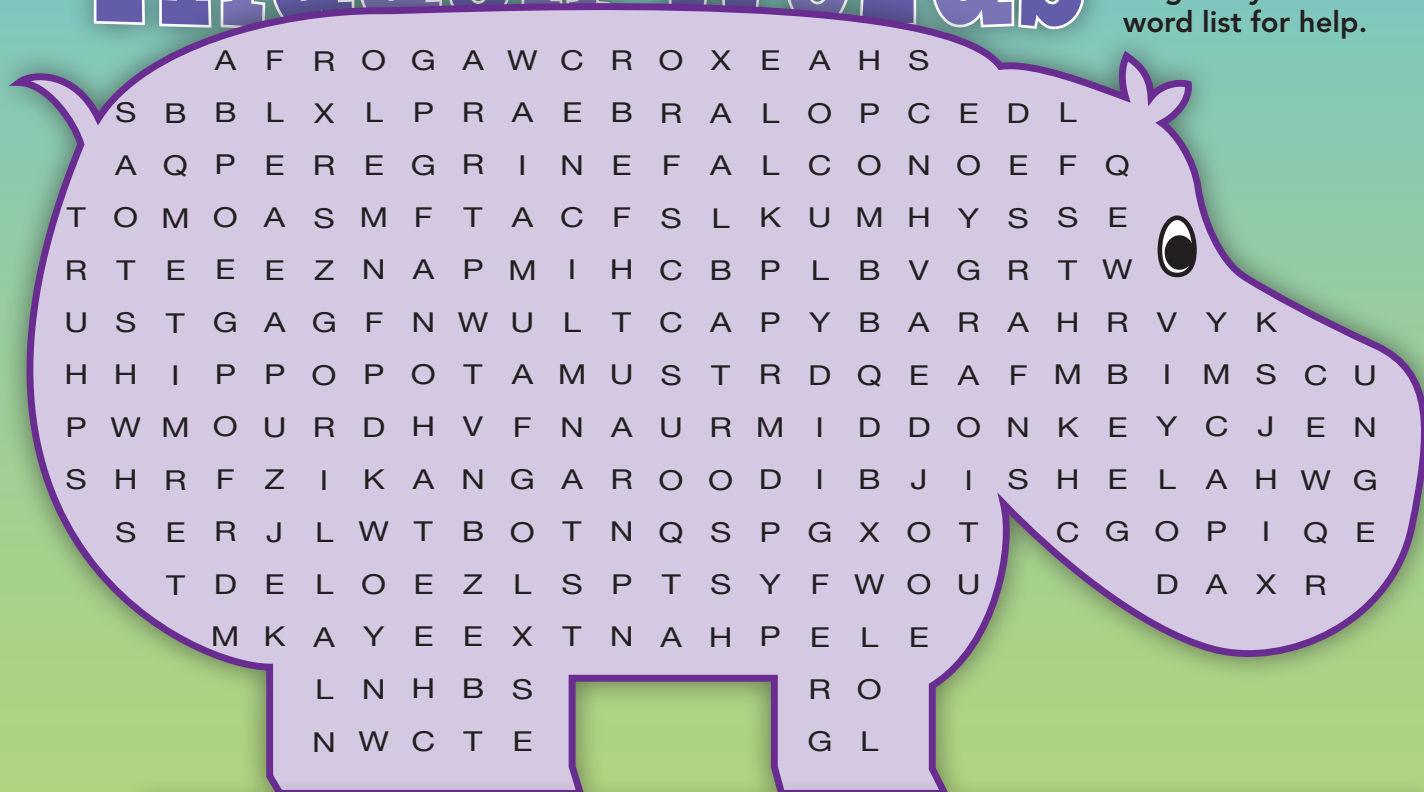 word list for help.
A F R O G A W C R O X E A H S
S B B L X L P R A E B R A L O P C E D L
A Q P E R E G R I N E F A L C O N O E F Q
T O M O A S M F T A C F S L K U M H Y S S E
R T E E E Z N A P M I H C B P L B V G R T W
U S T G A G F N W U L T C A P Y B A R A H R V Y K
H H I P P O P O T A M U S T R D Q E A F M B I M S C U
P W M O U R D H V F N A U R M I D D O N K E Y C J E N
S H R F Z I K A N G A R O O D I B J I S H E L A H W G
S E R J L W T B O T N Q S P G X O T C G O P I Q E
T D E L O E Z L S P T S Y F W O U D A X R
M K A Y E E X T N A H P E L E
L N H B S R O
N W C T E G L